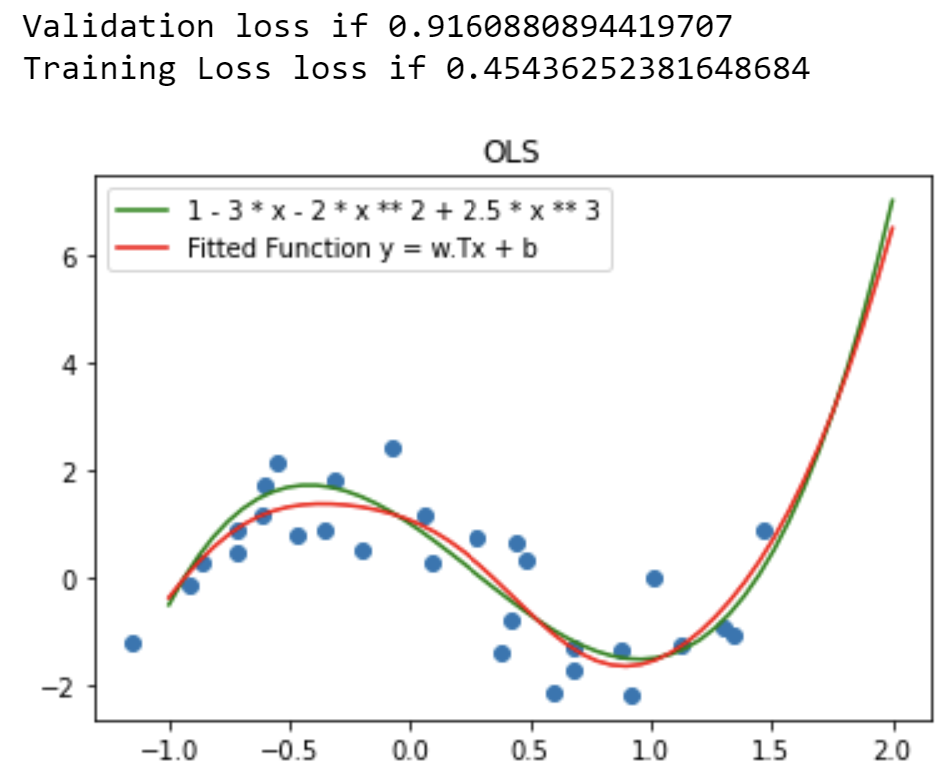 Validation loss if 0.9160880894419707
Training Loss loss if 0.45436252381648684
OLS
1 - 3 * x - 2 * x ** 2 + 2.5 * x ** 3
Fitted Function y = w.Tx + b
6
4
2
0
−2
−1.0 −0.5 0.0 0.5 1.0 1.5 2.0